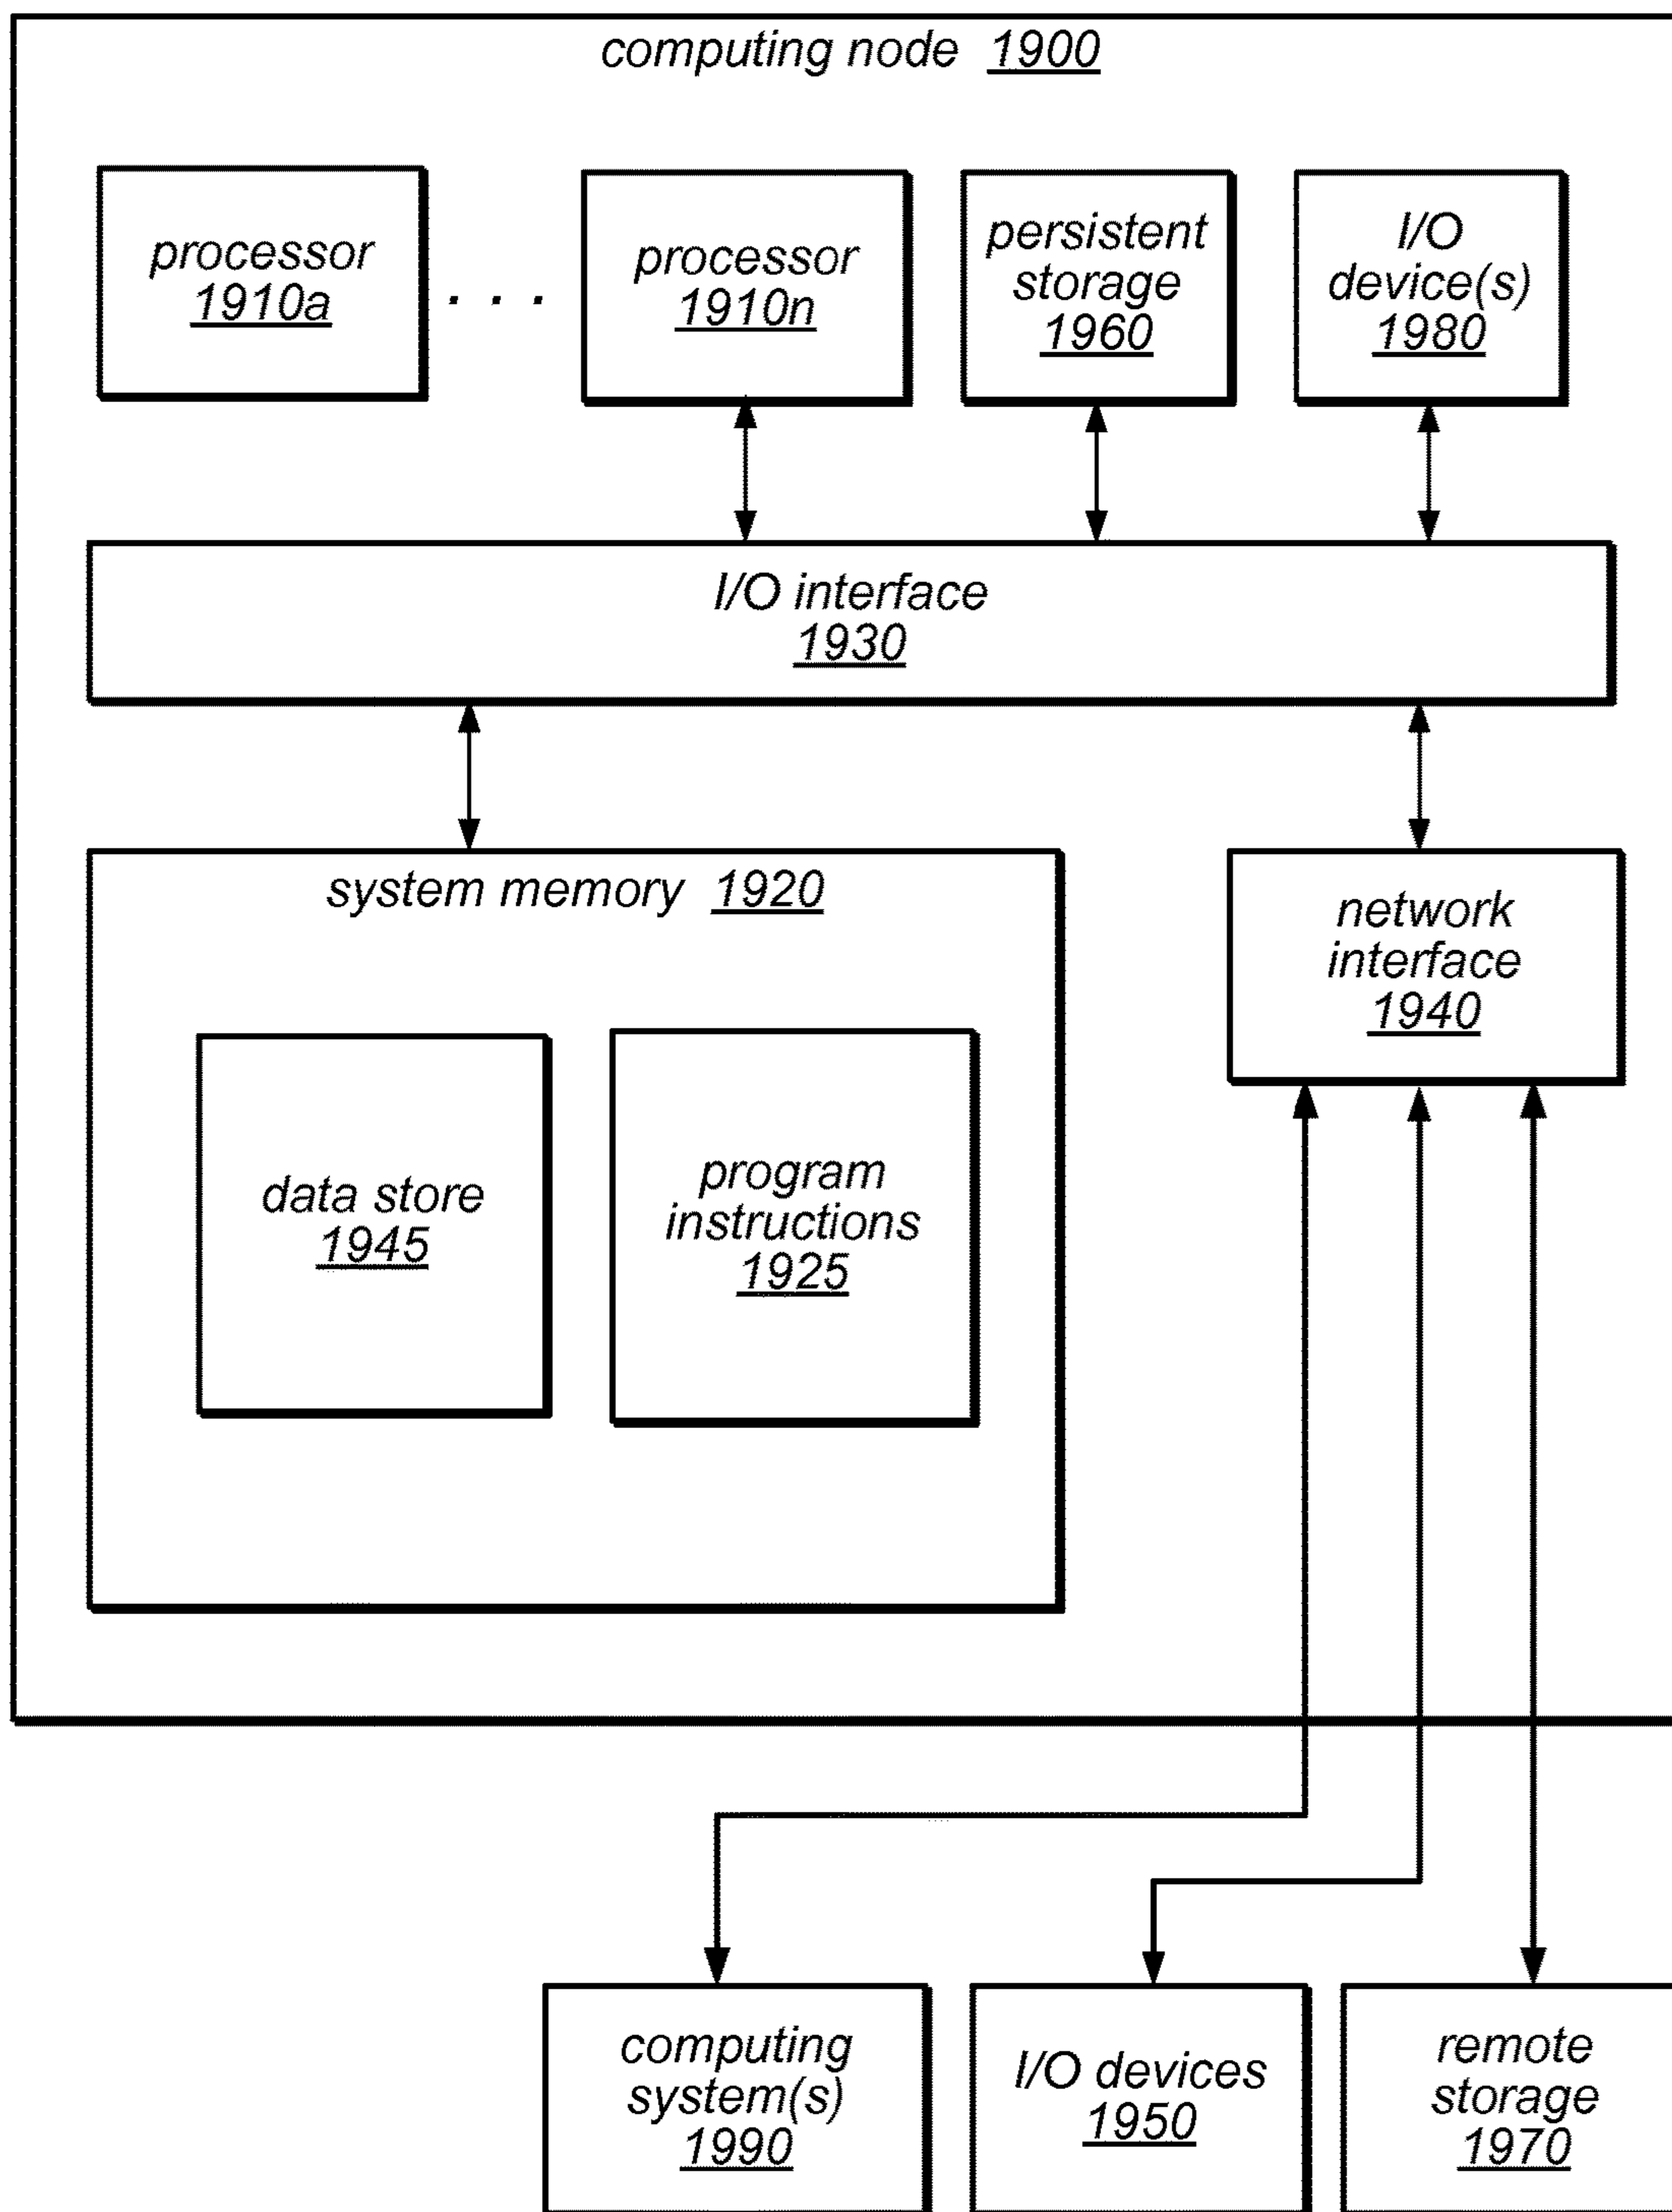 computing node 1900
processor
1910a
. . .
processor
1910n
persistent
storage
1960
I/O
device(s)
1980
I/O interface
1930
system memory 1920
network
interface
1940
data store
1945
program
instructions
1925
computing
system(s)
1990
I/O devices
1950
remote
storage
1970